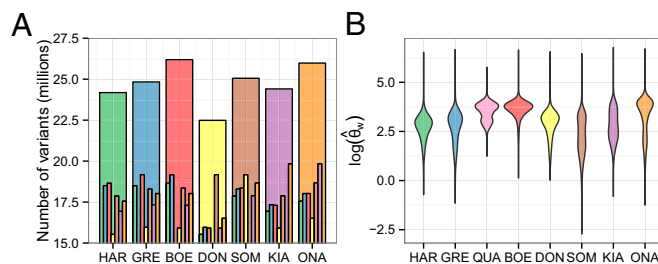 A
Number of variants (millions)
27.5
25.0
22.5
20.0
17.5
15.0
HAR GRE BOE DON SOM KIA ONA
B
log(θ̂w)
5.0
2.5
0.0
−2.5
HAR GRE QUA BOE DON SOM KIA ONA